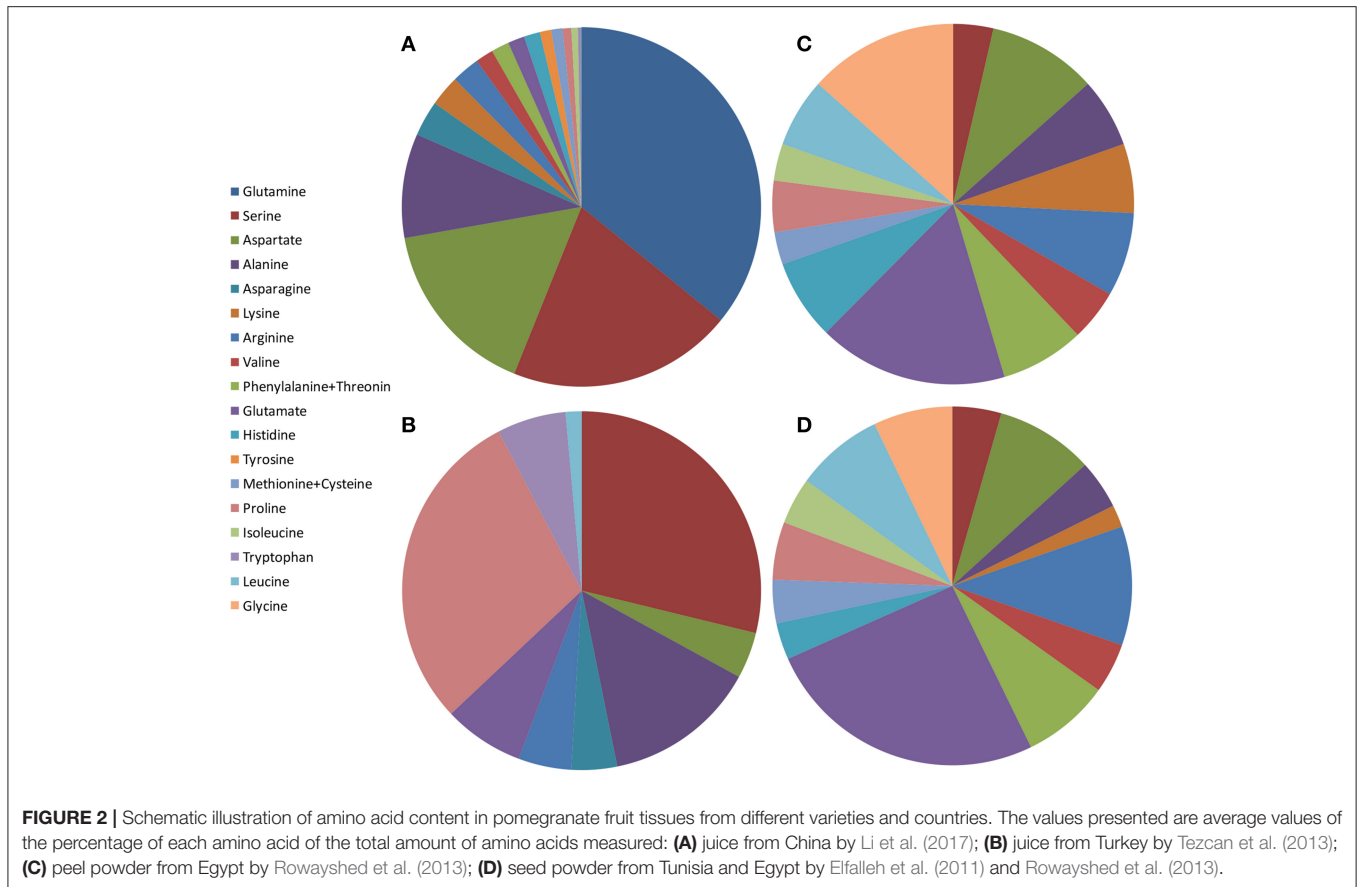 A
C
Glutamine
Serine
Aspartate
Alanine
Asparagine
Lysine
Arginine
Valine
Phenylalanine+Threonin
Glutamate
Histidine
Tyrosine
Methionine+Cysteine
Proline
Isoleucine
Tryptophan
Leucine
Glycine
B
D
FIGURE 2 | Schematic illustration of amino acid content in pomegranate fruit tissues from different varieties and countries. The values presented are average values of
the percentage of each amino acid of the total amount of amino acids measured: (A) juice from China by Li et al. (2017); (B) juice from Turkey by Tezcan et al. (2013);
(C) peel powder from Egypt by Rowayshed et al. (2013); (D) seed powder from Tunisia and Egypt by Elfalleh et al. (2011) and Rowayshed et al. (2013).